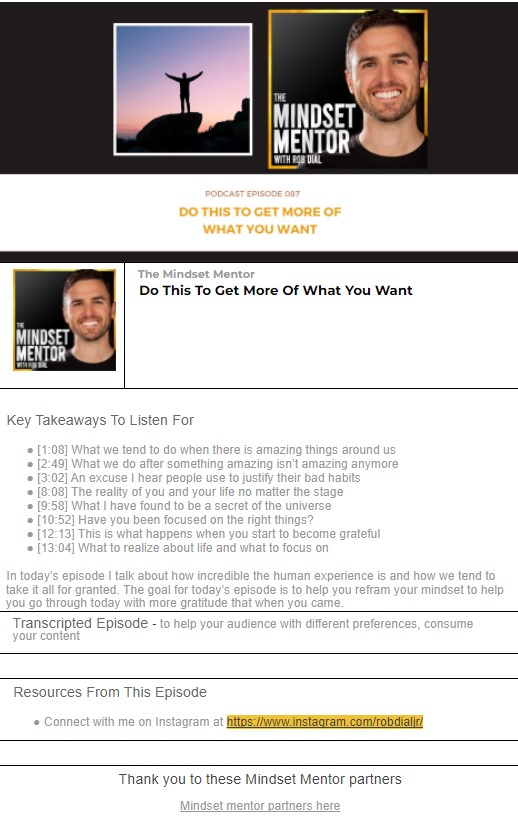 THE
MINDSET
MENTOR
WITH ROB DIAL
PODCAST EPISODE 087
DO THIS TO GET MORE OF
WHAT YOU WANT
THE
MINDSET
MENTOR
WITH ROB DIAL
The Mindset Mentor
Do This To Get More Of What You Want
Key Takeaways To Listen For
● [1:08] What we tend to do when there is amazing things around us
● [2:49] What we do after something amazing isn't amazing anymore
● [3:02] An excuse I hear people use to justify their bad habits
● [8:08] The reality of you and your life no matter the stage
● [9:58] What I have found to be a secret of the universe
● [10:52] Have you been focused on the right things?
● [12:13] This is what happens when you start to become grateful
● [13:04] What to realize about life and what to focus on
In today's episode I talk about how incredible the human experience is and how we tend to
take it all for granted. The goal for today's episode is to help you refram your mindset to help
you go through today with more gratitude that when you came.
Transcripted Episode - to help your audience with different preferences, consume
your content
Resources From This Episode
● Connect with me on Instagram at https://www.instagram.com/robdialjr/
Thank you to these Mindset Mentor partners
Mindset mentor partners here